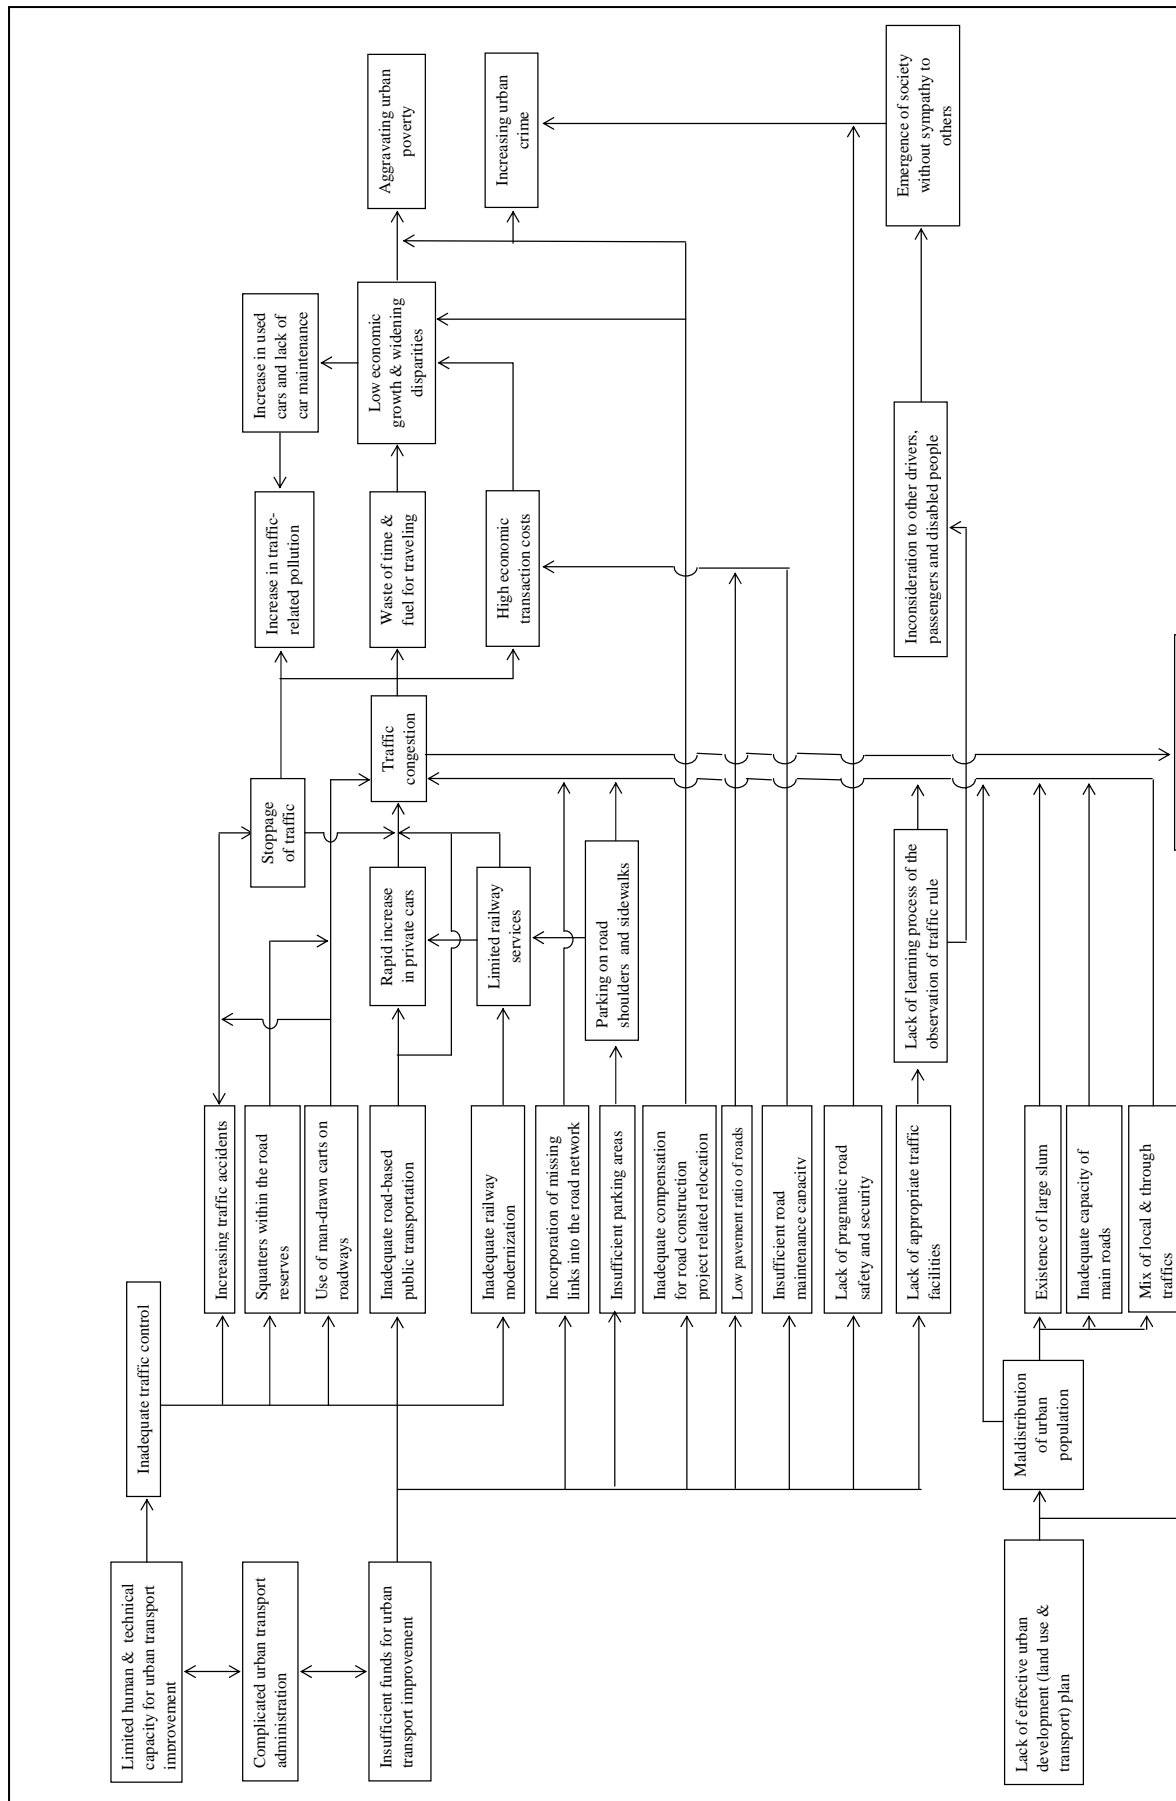 Limited human & technical
capacity for urban transport
improvement
Complicated urban transport
administration
Insufficient funds for urban
transport improvement
Lack of effective urban
development (land use &
transport) plan
Inadequate traffic control
Maldistribution
of urban
population
Increasing traffic accidents
Squatters within the road
reserves
Use of man-drawn carts on
roadways
Inadequate road-based
public transportation
Inadequate railway
modernization
Incorporation of missing
links into the road network
Insufficient parking areas
Inadequate compensation
for road construction
project related relocation
Low pavement ratio of roads
Insufficient road
maintenance capacity
Lack of pragmatic road
safety and security
Lack of appropriate traffic
facilities
Existence of large slum
Inadequate capacity of
main roads
Mix of local & through
traffics
Stoppage
of traffic
Rapid increase
in private cars
Limited railway
services
Parking on road
shoulders and sidewalks
Lack of learning process of the
observation of traffic rule
Traffic
congestion
Increase in traffic-
related pollution
Waste of time &
fuel for traveling
High economic
transaction costs
Inconsideration to other drivers,
passengers and disabled people
Increase in used
cars and lack of
car maintenance
Low economic
growth & widening
disparities
Aggravating urban
poverty
Increasing urban
crime
Emergence of society
without sympathy to
others